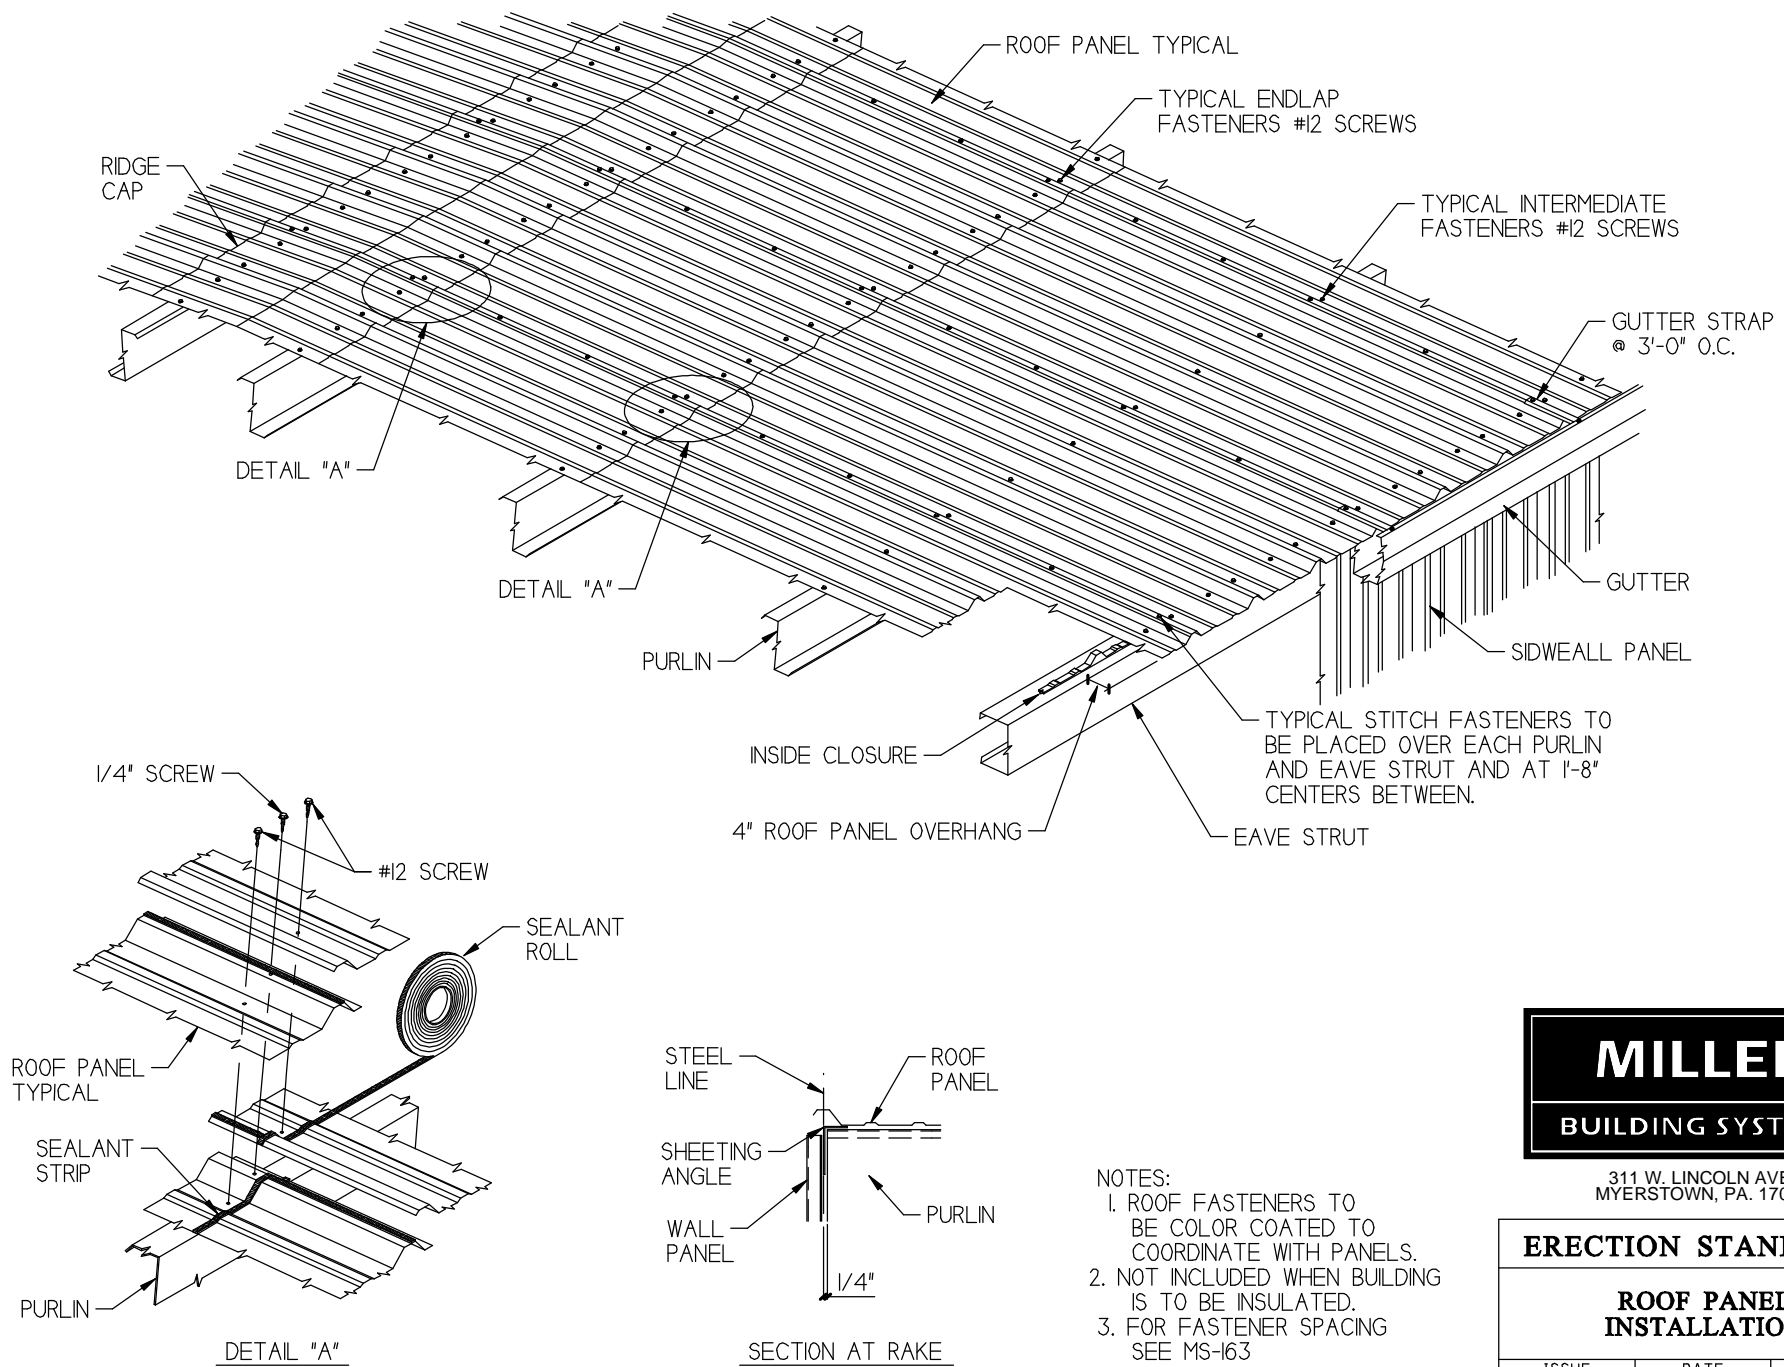 ROOF PANEL TYPICAL
TYPICAL ENDLAP
FASTENERS #12 SCREWS
RIDGE
CAP
TYPICAL INTERMEDIATE
FASTENERS #12 SCREWS
GUTTER STRAP
@ 3'-0" O.C.
DETAIL "A"
DETAIL "A"
GUTTER
PURLIN
SIDWEALL PANEL
TYPICAL STITCH FASTENERS TO
BE PLACED OVER EACH PURLIN
AND EAVE STRUT AND AT 1'-8"
CENTERS BETWEEN.
INSIDE CLOSURE
4" ROOF PANEL OVERHANG
EAVE STRUT
1/4" SCREW
#12 SCREW
SEALANT
ROLL
ROOF PANEL
TYPICAL
SEALANT
STRIP
PURLIN
DETAIL "A"
STEEL
LINE
ROOF
PANEL
SHEETING
ANGLE
WALL
PANEL
PURLIN
1/4"
SECTION AT RAKE
NOTES:
1. ROOF FASTENERS TO
BE COLOR COATED TO
COORDINATE WITH PANELS.
2. NOT INCLUDED WHEN BUILDING
IS TO BE INSULATED.
3. FOR FASTENER SPACING
SEE MS-163
MILLE
BUILDING SYST
311 W. LINCOLN AVE
MYERSTOWN, PA. 170
ERECTION STAN
ROOF PANEL
INSTALLATIO
ISSUE DATE